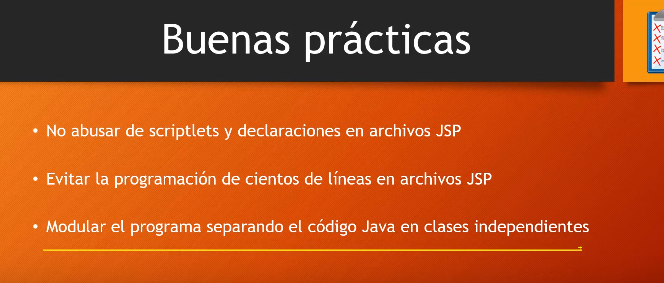 Buenas prácticas
• No abusar de scriptlets y declaraciones en archivos JSP
• Evitar la programación de cientos de líneas en archivos JSP
• Modular el programa separando el código Java en clases independientes